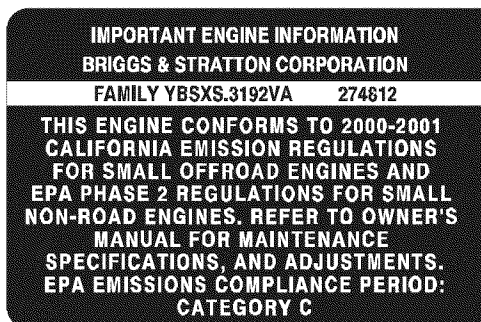 IMPORTANT ENGINE INFORMATION
BRIGGS & STRATTON CORPORATION
FAMILY YBSXS.3192VA 274812
THIS ENGINE CONFORMS TO 2000-2001
CALIFORNIA EMISSION REGULATIONS
FOR SMALL OFFROAD ENGINES AND
EPA PHASE 2 REGULATIONS FOR SMALL
NON-ROAD ENGINES. REFER TO OWNER'S
MANUAL FOR MAINTENANCE
SPECIFICATIONS, AND ADJUSTMENTS.
EPA EMISSIONS COMPLIANCE PERIOD:
CATEGORY C